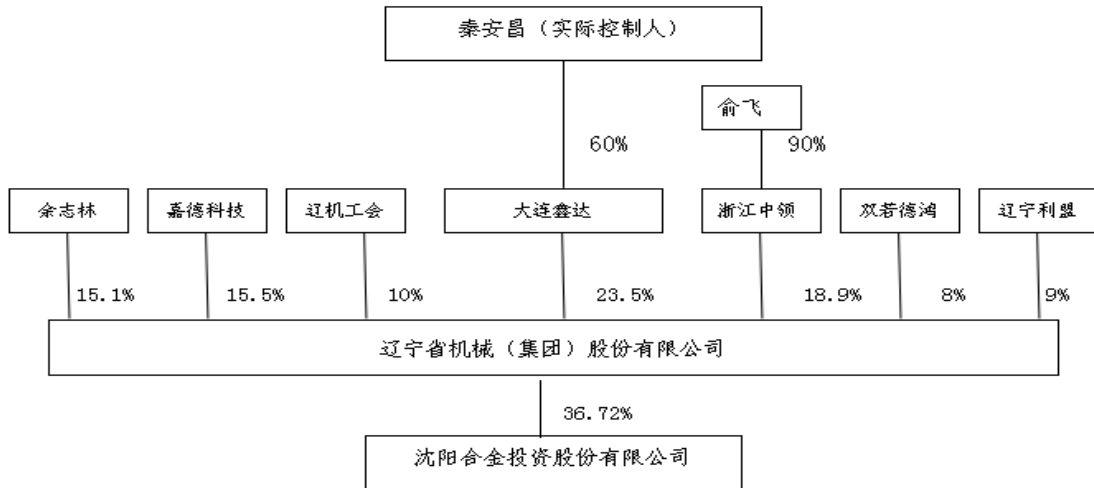 秦安昌（实际控制人）
俞飞
60%
90%
余志林
嘉德科技
辽机工会
大连鑫达
浙江中领
双若德鸿
辽宁利盟
15.1%
15.5%
10%
23.5%
18.9%
8%
9%
辽宁省机械（集团）股份有限公司
36.72%
沈阳合金投资股份有限公司